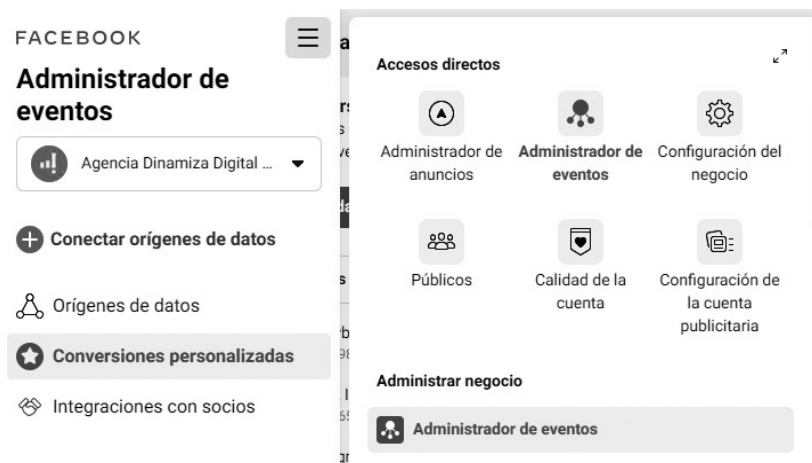 FACEBOOK
Administrador de
eventos
Agencia Dinamiza Digital ...
Conectar orígenes de datos
Orígenes de datos
Conversiones personalizadas
Integraciones con socios
Accesos directos
Administrador de
anuncios
Administrador de
eventos
Configuración del
negocio
Públicos
Calidad de la
cuenta
Configuración de
la cuenta
publicitaria
Administrar negocio
Administrador de eventos